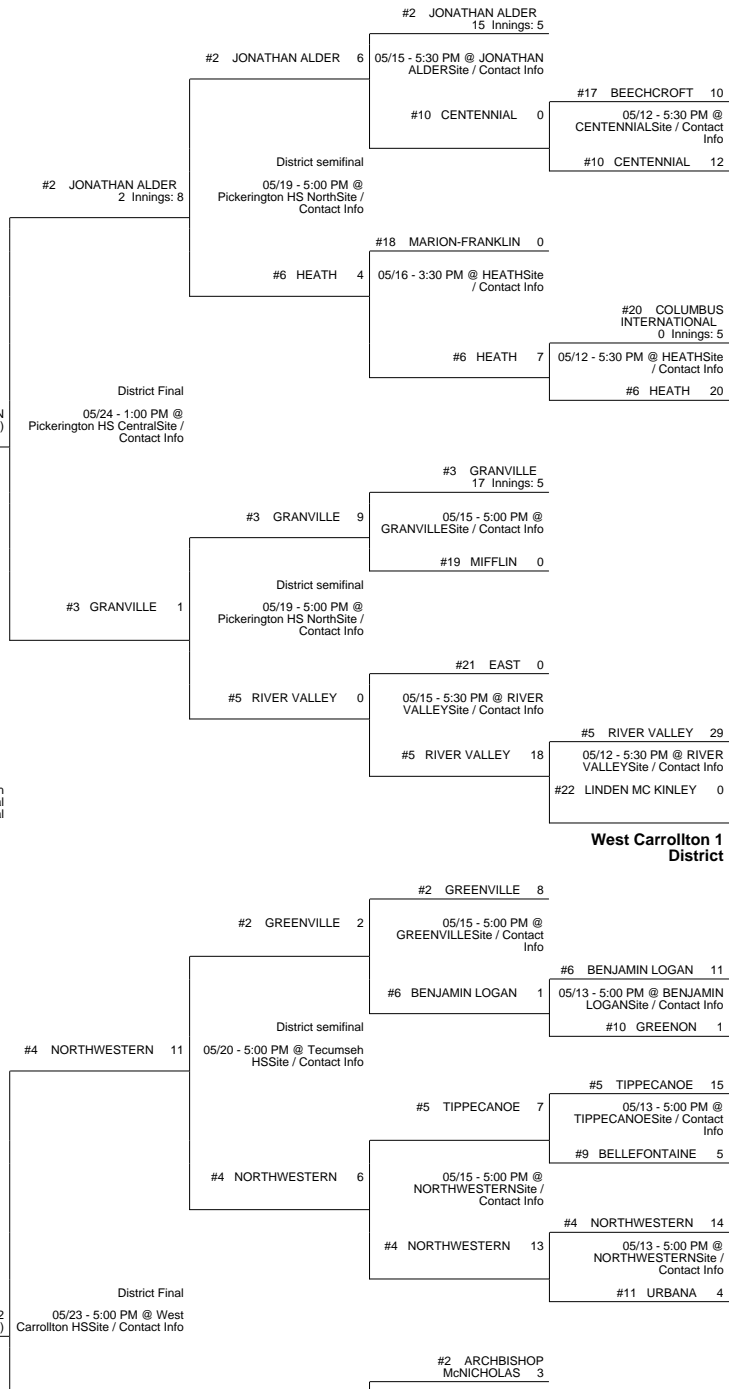 #2 JONATHAN ALDER
15 Innings: 5
#2 JONATHAN ALDER 6
05/15 - 5:30 PM @ JONATHAN
ALDERSite / Contact Info
#17 BEECHCROFT 10
#10 CENTENNIAL 0
05/12 - 5:30 PM @
CENTENNIALSite / Contact
Info
#10 CENTENNIAL 12
District semifinal
#2 JONATHAN ALDER
2 Innings: 8
05/19 - 5:00 PM @
Pickerington HS NorthSite /
Contact Info
#18 MARION-FRANKLIN 0
#6 HEATH 4
05/16 - 3:30 PM @ HEATHSite
/ Contact Info
#20 COLUMBUS
INTERNATIONAL
0 Innings: 5
#6 HEATH 7
05/12 - 5:30 PM @ HEATHSite
/ Contact Info
#6 HEATH 20
District Final
N
)
05/24 - 1:00 PM @
Pickerington HS CentralSite /
Contact Info
#3 GRANVILLE
17 Innings: 5
#3 GRANVILLE 9
05/15 - 5:00 PM @
GRANVILLESite / Contact Info
#19 MIFFLIN 0
District semifinal
#3 GRANVILLE 1
05/19 - 5:00 PM @
Pickerington HS NorthSite /
Contact Info
#21 EAST 0
#5 RIVER VALLEY 0
05/15 - 5:30 PM @ RIVER
VALLEYSite / Contact Info
#5 RIVER VALLEY 29
#5 RIVER VALLEY 18
05/12 - 5:30 PM @ RIVER
VALLEYSite / Contact Info
#22 LINDEN MC KINLEY 0
n
al
al
West Carrollton 1
District
#2 GREENVILLE 8
#2 GREENVILLE 2
05/15 - 5:00 PM @
GREENVILLESite / Contact
Info
#6 BENJAMIN LOGAN 11
#6 BENJAMIN LOGAN 1
05/13 - 5:00 PM @ BENJAMIN
LOGANSite / Contact Info
#10 GREENON 1
District semifinal
#4 NORTHWESTERN 11
05/20 - 5:00 PM @ Tecumseh
HSSite / Contact Info
#5 TIPPECANOE 15
#5 TIPPECANOE 7
05/13 - 5:00 PM @
TIPPECANOESite / Contact
Info
#9 BELLEFONTAINE 5
#4 NORTHWESTERN 6
05/15 - 5:00 PM @
NORTHWESTERNSite /
Contact Info
#4 NORTHWESTERN 14
#4 NORTHWESTERN 13
05/13 - 5:00 PM @
NORTHWESTERNSite /
Contact Info
#11 URBANA 4
District Final
2
)
05/23 - 5:00 PM @ West
Carrollton HSSite / Contact Info
#2 ARCHBISHOP
McNICHOLAS 3